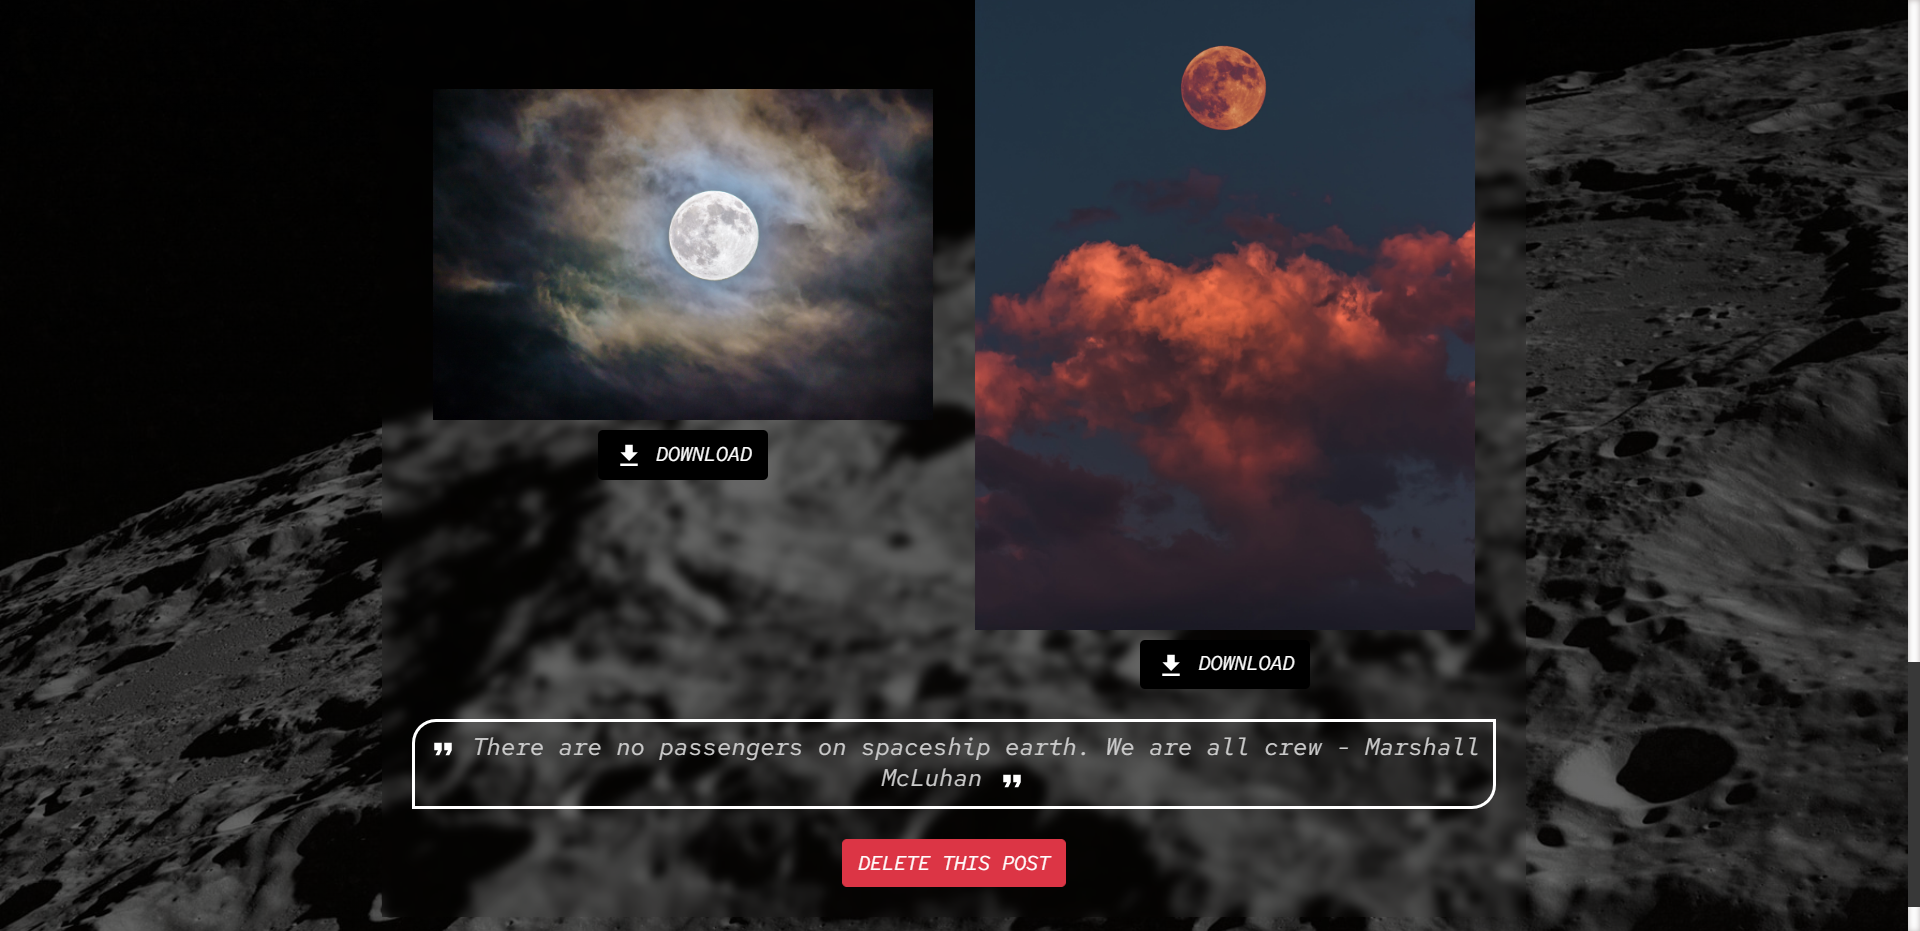 DOWNLOAD
DOWNLOAD
" There are no passengers on spaceship earth. We are all crew - Marshall
McLuhan "
DELETE THIS POST